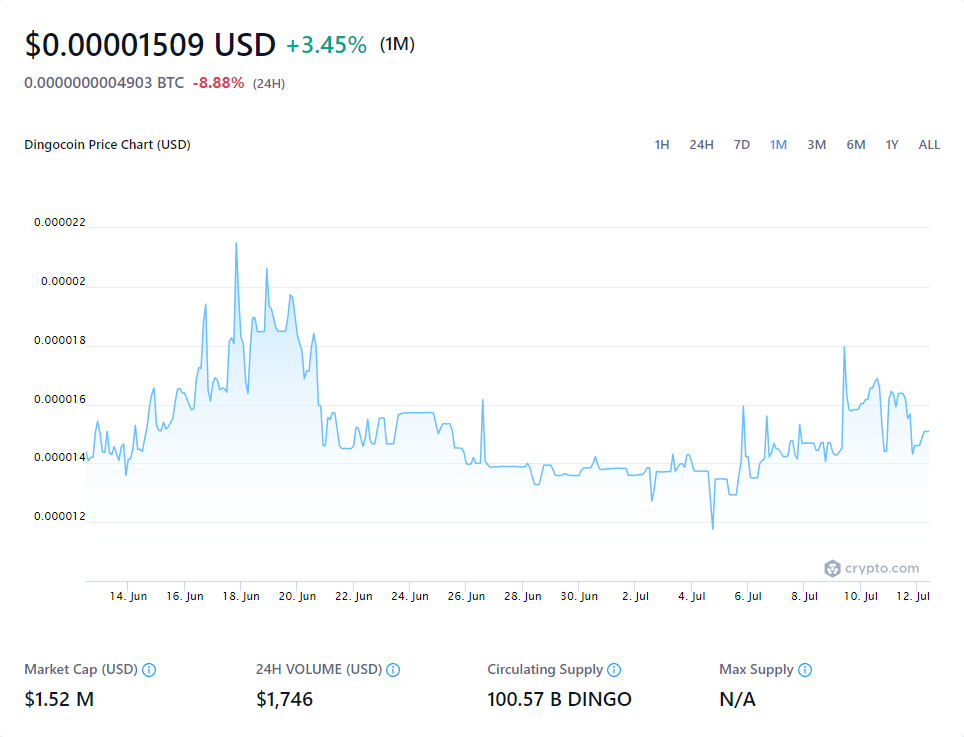 $0.00001509 USD +3.45% (1M)
0.0000000004903 BTC -8.88% (24H)
Dingocoin Price Chart (USD) 1H 24H 7D 1M 3M 6M 1Y ALL
0.000022
0.00002
0.000018
0.000016
0.000014
0.000012
crypto.com
14. Jun 16. Jun 18. Jun 20. Jun 22. Jun 24. Jun 26. Jun 28. Jun 30. Jun 2. Jul 4. Jul 6. Jul 8. Jul 10. Jul 12. Jul
Market Cap (USD) 24H VOLUME (USD) Circulating Supply Max Supply
$1.52 M $1,746 100.57 B DINGO N/A